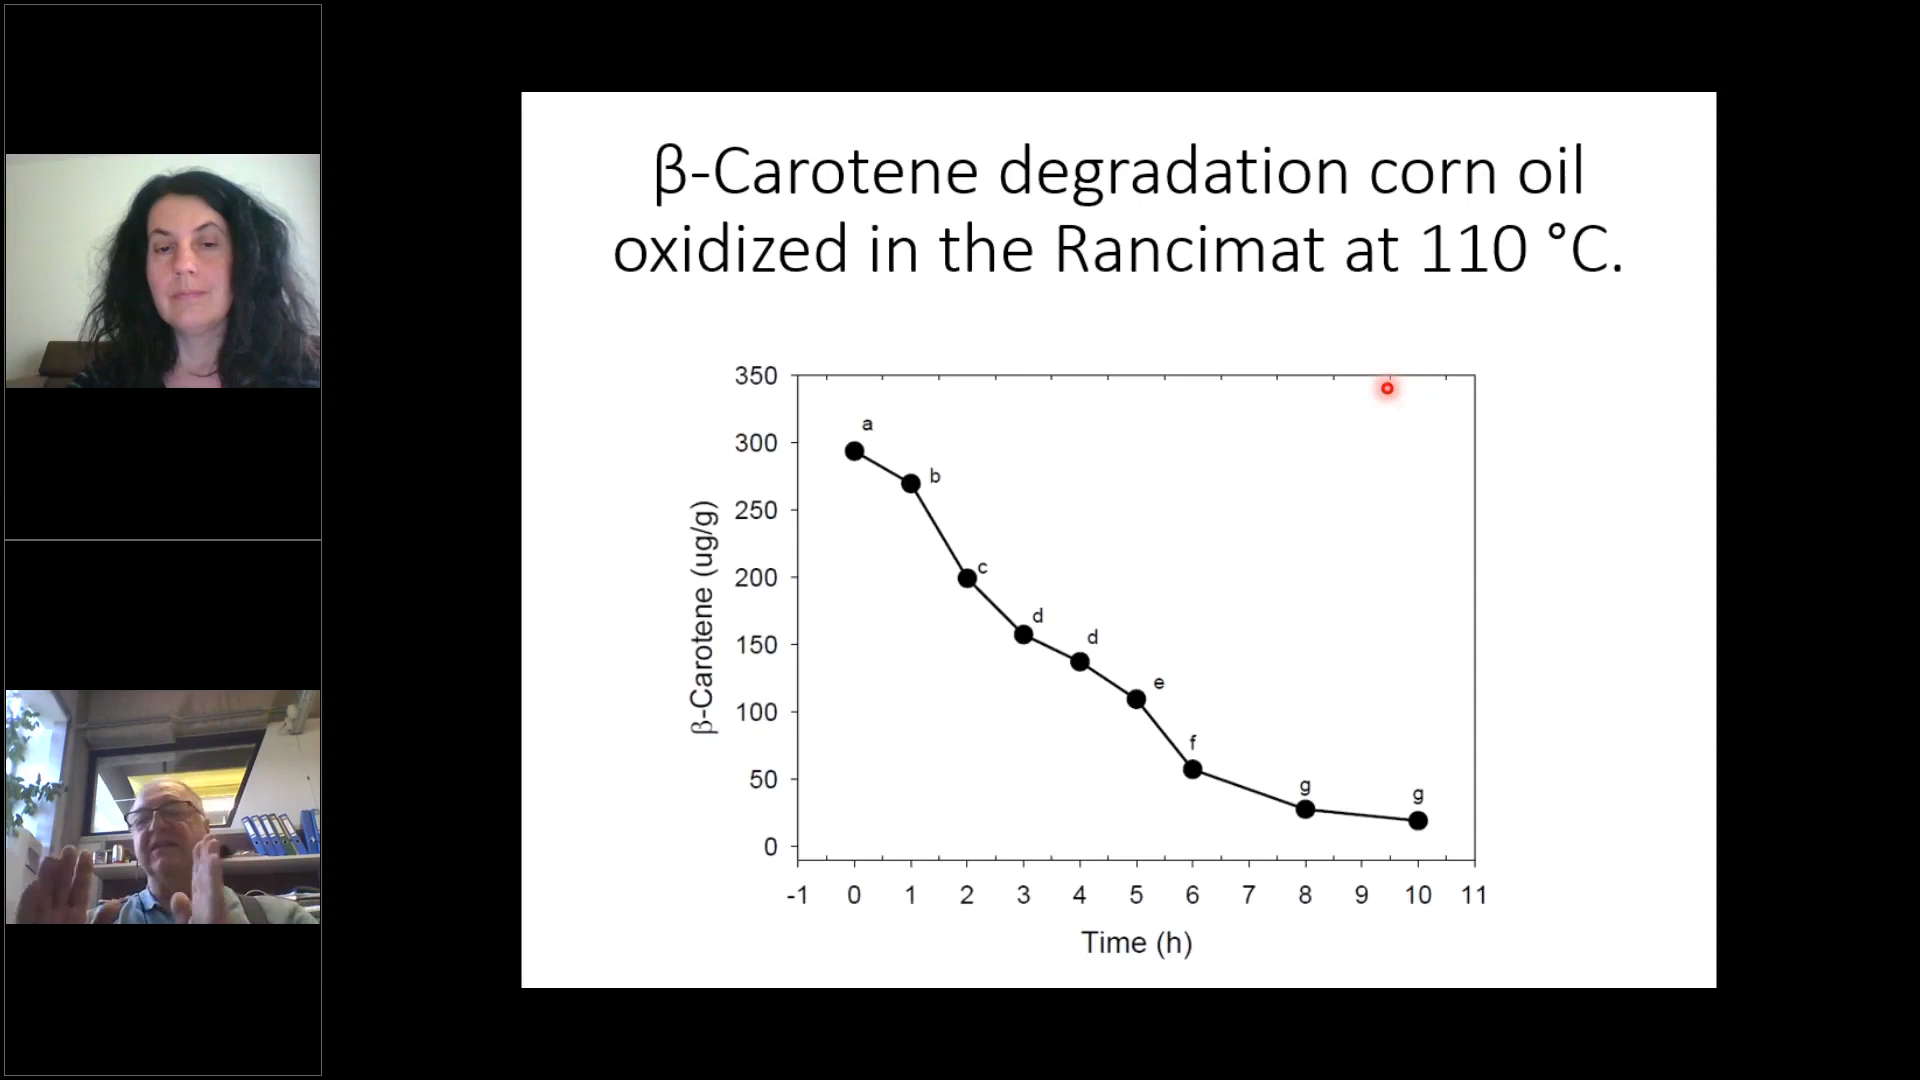 β-Carotene degradation corn oil
oxidized in the Rancimat at 110 °C.
350
300
250
200
150
100
50
0
β-Carotene (ug/g)
a
b
c
d
d
e
f
g
g
-1 0 1 2 3 4 5 6 7 8 9 10 11
Time (h)